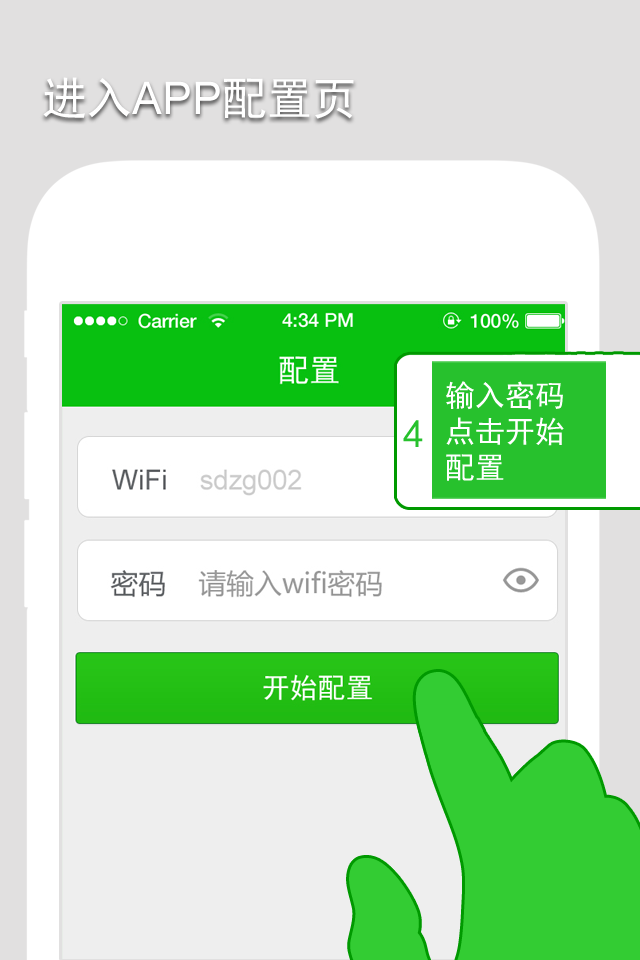 进入APP配置页
Carrier
4:34 PM
100%
配置
4
输入密码
点击开始
配置
WiFi
sdzg002
密码
请输入wifi密码
开始配置